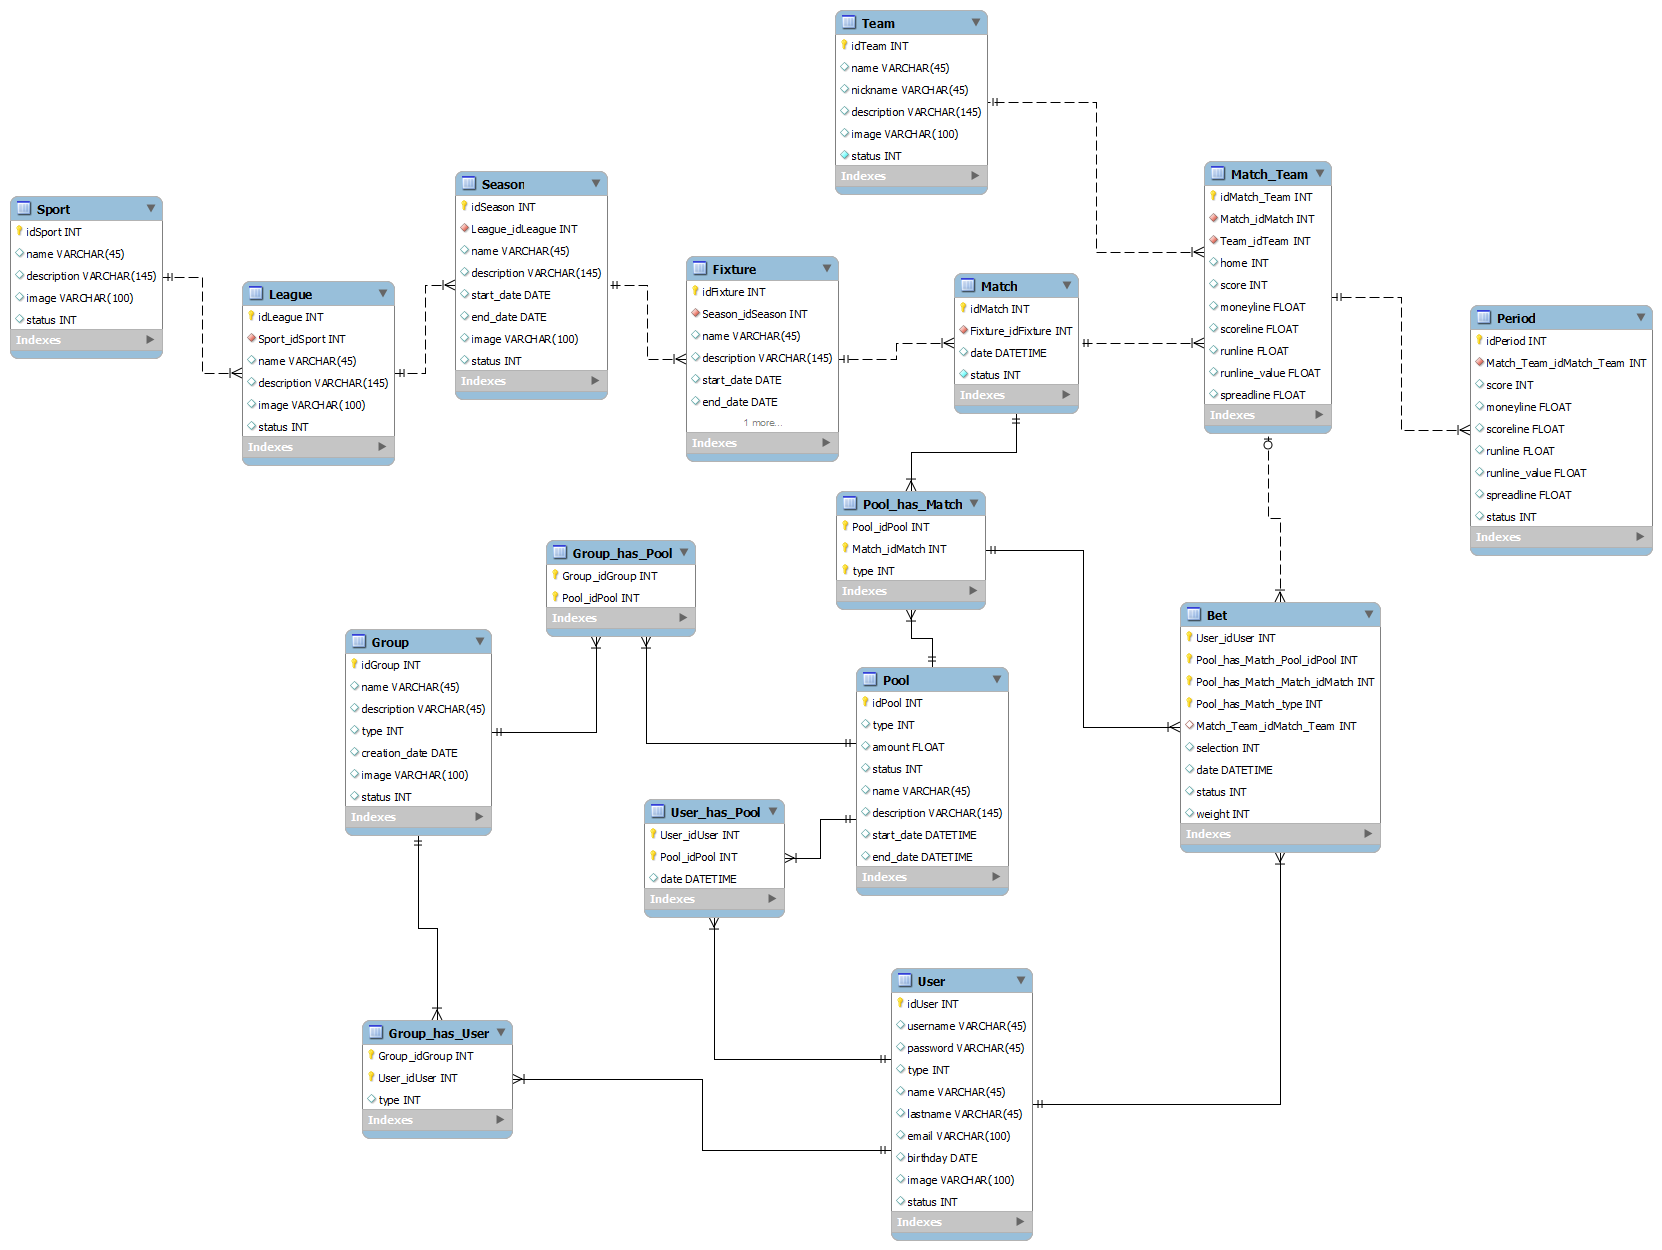 Team
idTeam INT
name VARCHAR(45)
nickname VARCHAR(45)
description VARCHAR(145)
image VARCHAR(100)
status INT
Indexes
Sport
idSport INT
name VARCHAR(45)
description VARCHAR(145)
image VARCHAR(100)
status INT
Indexes
League
idLeague INT
Sport_idSport INT
name VARCHAR(45)
description VARCHAR(145)
image VARCHAR(100)
status INT
Indexes
Season
idSeason INT
League_idLeague INT
name VARCHAR(45)
description VARCHAR(145)
start_date DATE
end_date DATE
image VARCHAR(100)
status INT
Indexes
Fixture
idFixture INT
Season_idSeason INT
name VARCHAR(45)
description VARCHAR(145)
start_date DATE
end_date DATE
1 more...
Indexes
Match
idMatch INT
Fixture_idFixture INT
date DATETIME
status INT
Indexes
Match_Team
idMatch_Team INT
Match_idMatch INT
Team_idTeam INT
home INT
score INT
moneyline FLOAT
scoreline FLOAT
runline FLOAT
runline_value FLOAT
spreadline FLOAT
Indexes
Period
idPeriod INT
Match_Team_idMatch_Team INT
score INT
moneyline FLOAT
scoreline FLOAT
runline FLOAT
runline_value FLOAT
spreadline FLOAT
status INT
Indexes
Pool_has_Match
Pool_idPool INT
Match_idMatch INT
type INT
Indexes
Group_has_Pool
Group_idGroup INT
Pool_idPool INT
Indexes
Group
idGroup INT
name VARCHAR(45)
description VARCHAR(45)
type INT
creation_date DATE
image VARCHAR(100)
status INT
Indexes
Pool
idPool INT
type INT
amount FLOAT
status INT
name VARCHAR(45)
description VARCHAR(145)
start_date DATETIME
end_date DATETIME
Indexes
Bet
User_idUser INT
Pool_has_Match_Pool_idPool INT
Pool_has_Match_Match_idMatch INT
Pool_has_Match_type INT
Match_Team_idMatch_Team INT
selection INT
date DATETIME
status INT
weight INT
Indexes
User_has_Pool
User_idUser INT
Pool_idPool INT
date DATETIME
Indexes
User
idUser INT
username VARCHAR(45)
password VARCHAR(45)
type INT
name VARCHAR(45)
lastname VARCHAR(45)
email VARCHAR(100)
birthday DATE
image VARCHAR(100)
status INT
Indexes
Group_has_User
Group_idGroup INT
User_idUser INT
type INT
Indexes